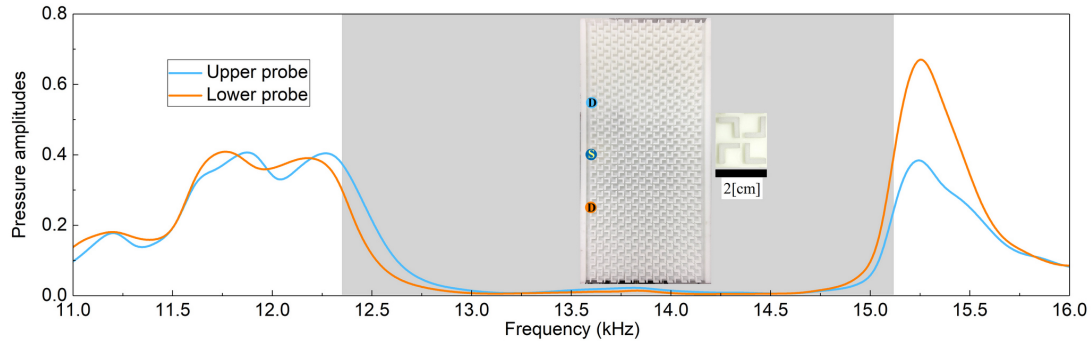 0.8
0.6
0.4
0.2
0.0
Pressure amplitudes
Upper probe
Lower probe
D
S
D
2[cm]
11.0 11.5 12.0 12.5 13.0 13.5 14.0 14.5 15.0 15.5 16.0
Frequency (kHz)